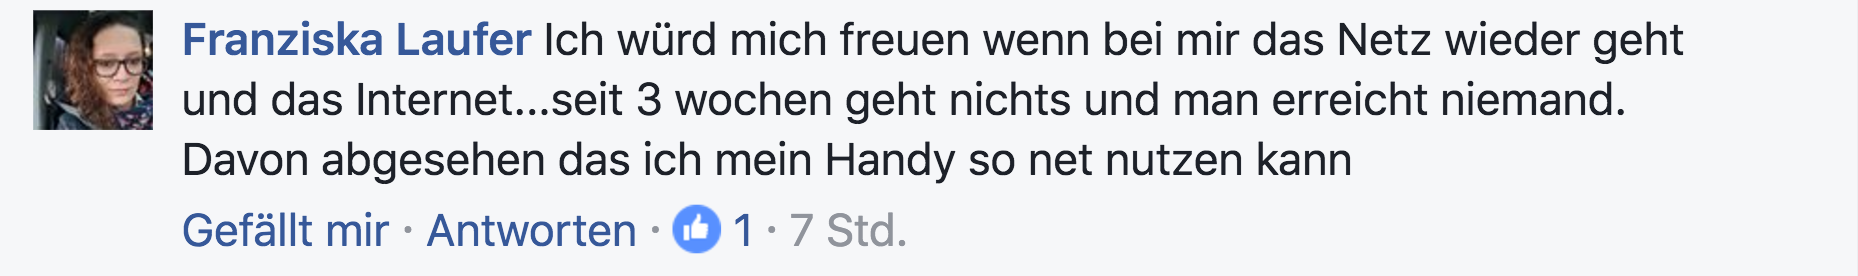 Franziska Laufer Ich würd mich freuen wenn bei mir das Netz wieder geht
und das Internet...seit 3 wochen geht nichts und man erreicht niemand.
Davon abgesehen das ich mein Handy so net nutzen kann
Gefällt mir · Antworten · 1 · 7 Std.